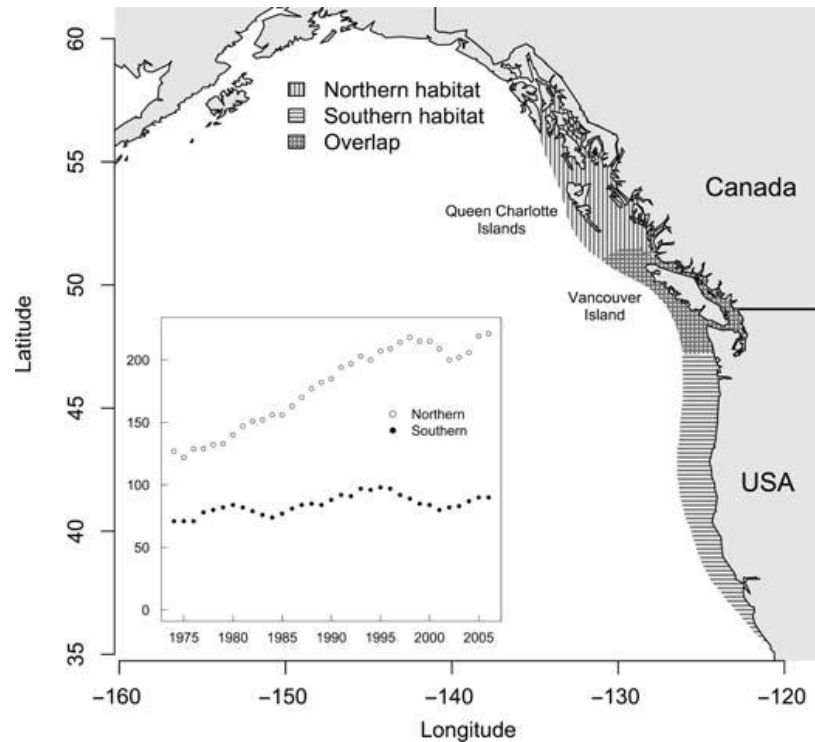 60
55
50
45
40
35
Latitude
Northern habitat
Southern habitat
Overlap
Canada
Queen Charlotte
Islands
Vancouver
Island
USA
200
150
100
50
0
Northern
Southern
1975 1980 1985 1990 1995 2000 2005
−160 −150 −140 −130 −120
Longitude